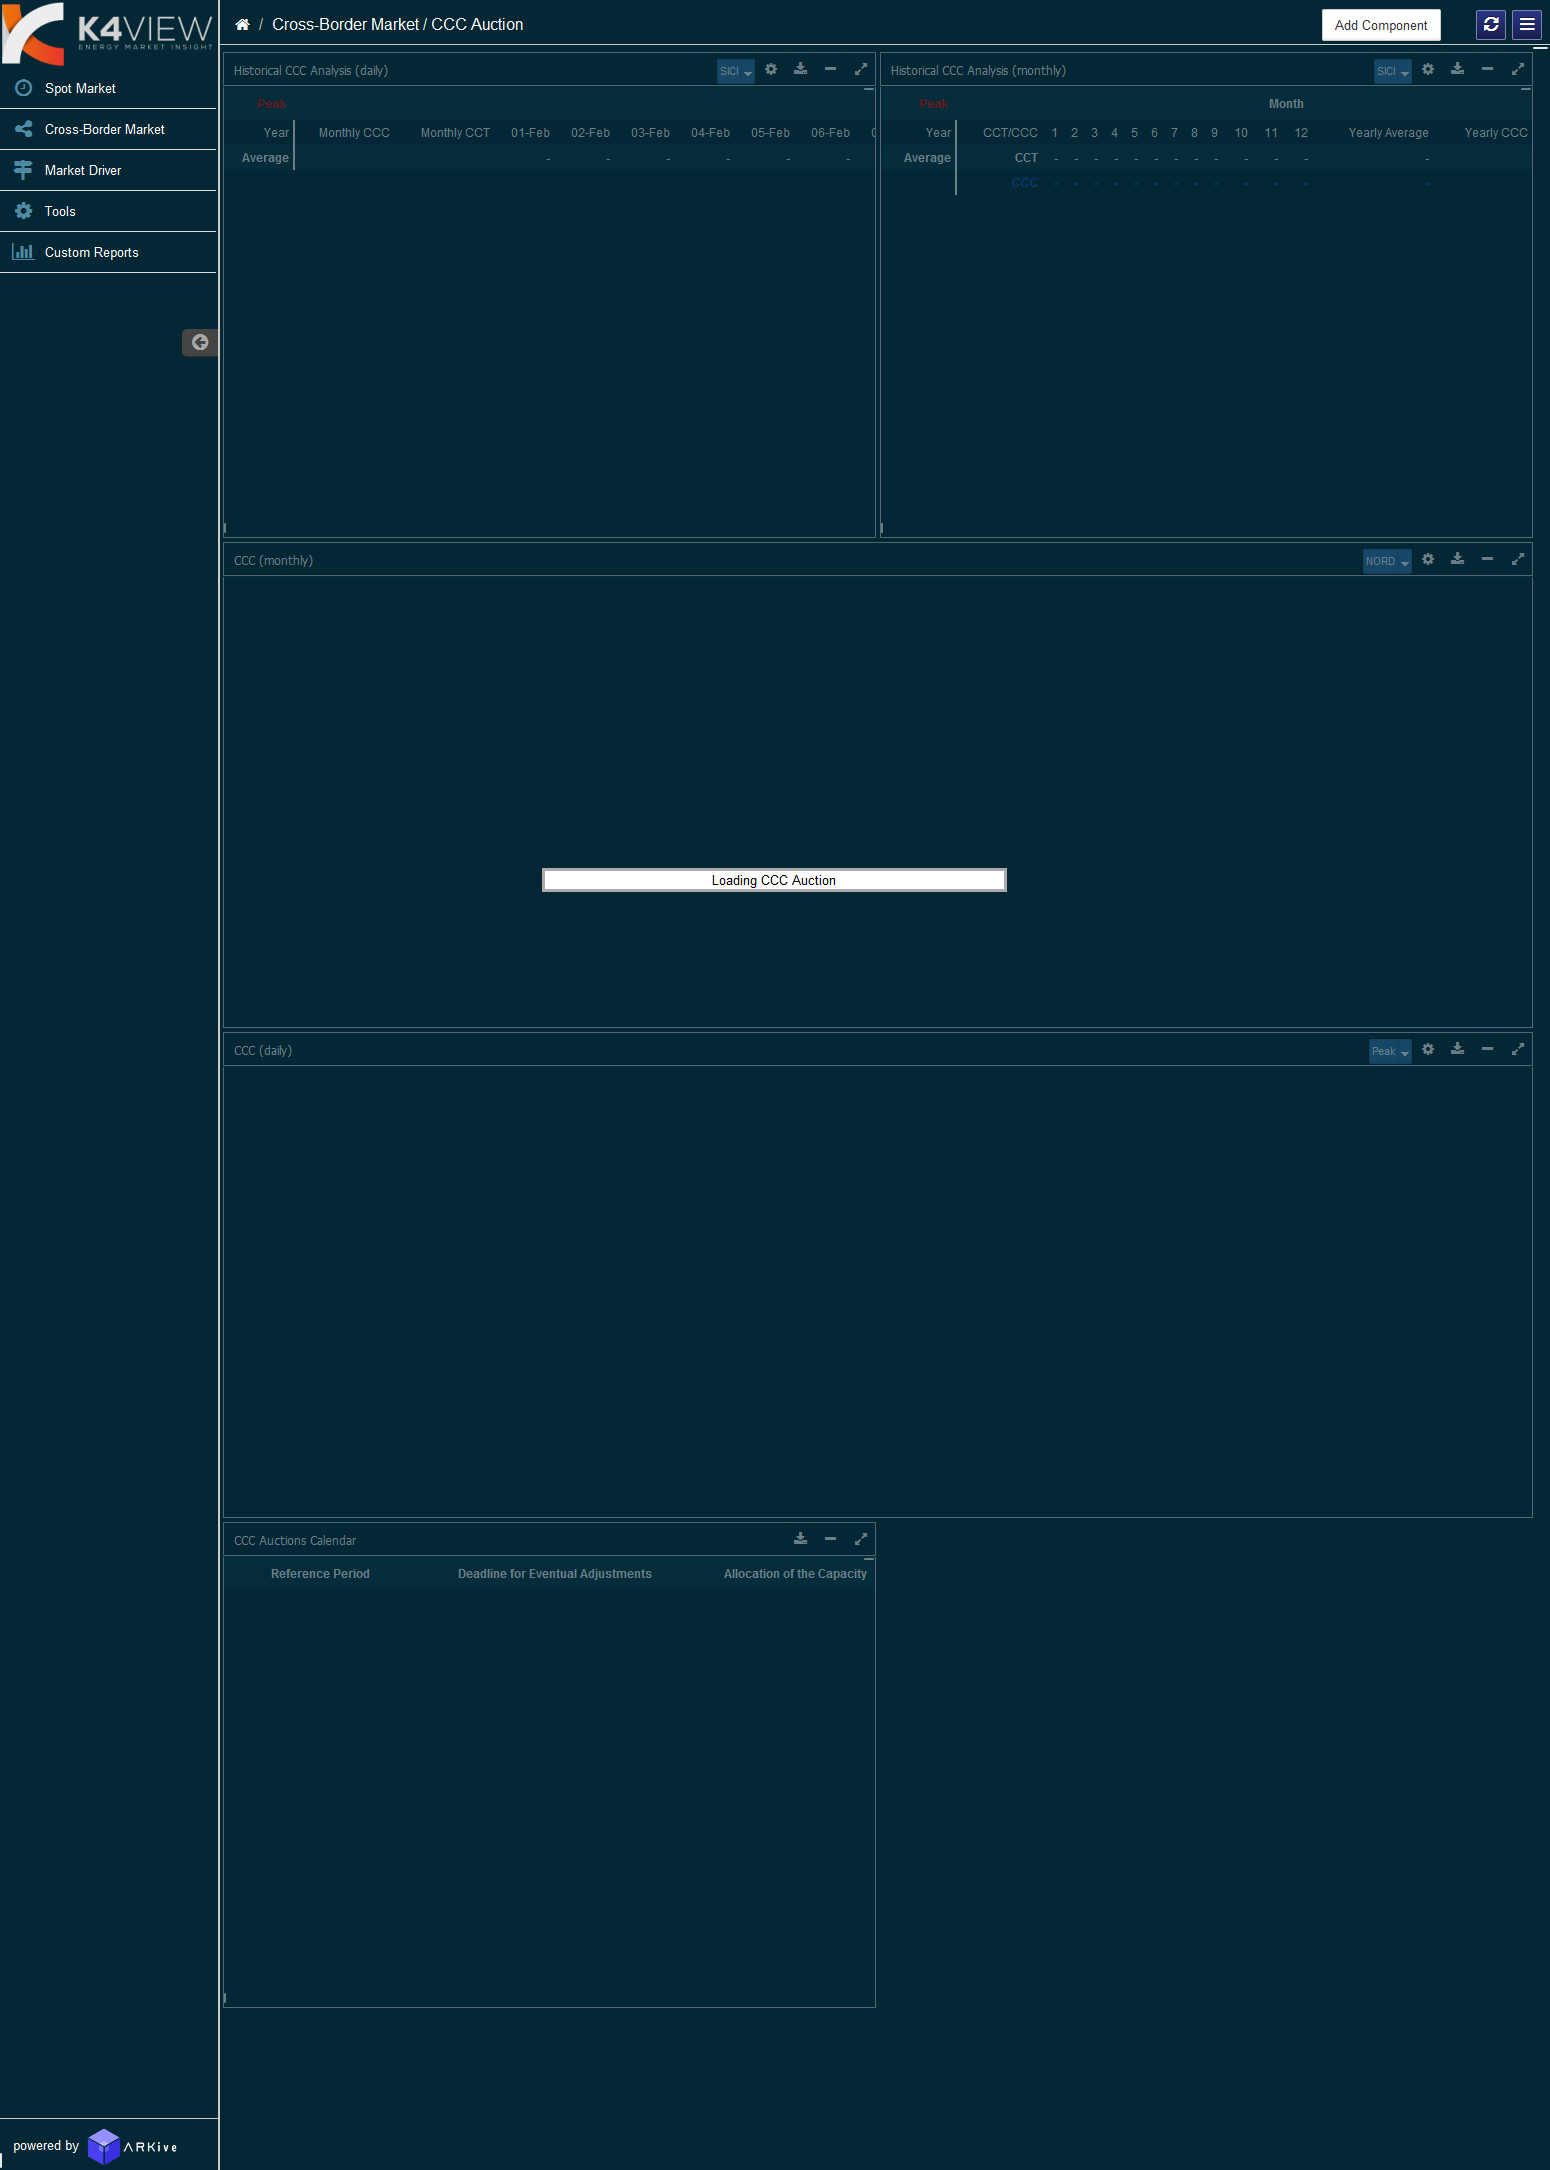 K4VIEW
ENERGY MARKET INSIGHT
/ Cross-Border Market / CCC Auction
Add Component
Spot Market
Cross-Border Market
Market Driver
Tools
Custom Reports
Historical CCC Analysis (daily)
SICI
Peak
Year Monthly CCC Monthly CCT 01-Feb 02-Feb 03-Feb 04-Feb 05-Feb 06-Feb
Average - - - - - -
Historical CCC Analysis (monthly)
SICI
Peak Month
Year CCT/CCC 1 2 3 4 5 6 7 8 9 10 11 12 Yearly Average Yearly CCC
Average CCT - - - - - - - - - - - - -
CCC - - - - - - - - - - - - -
CCC (monthly)
NORD
Loading CCC Auction
CCC (daily)
Peak
CCC Auctions Calendar
Reference Period Deadline for Eventual Adjustments Allocation of the Capacity
powered by ARKive